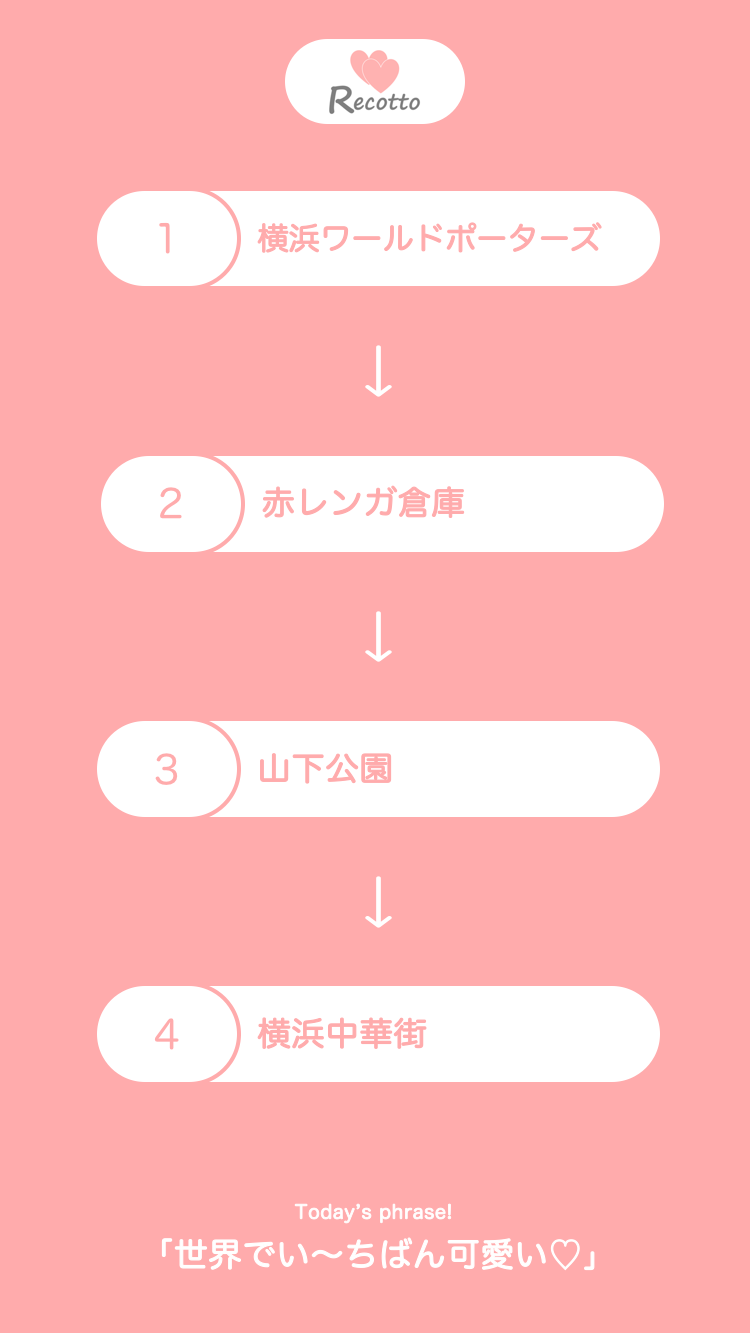 Recotto
1 横浜ワールドポーターズ
↓
2 赤レンガ倉庫
↓
3 山下公園
↓
4 横浜中華街
Today's phrase!
「世界でい〜ちばん可愛い♡」